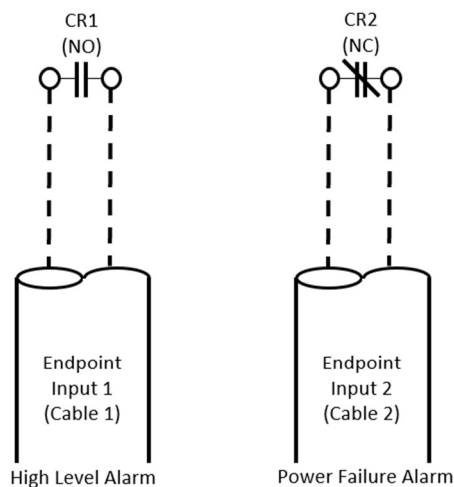 CR1
(NO)
CR2
(NC)
Endpoint
Input 1
(Cable 1)
Endpoint
Input 2
(Cable 2)
High Level Alarm
Power Failure Alarm